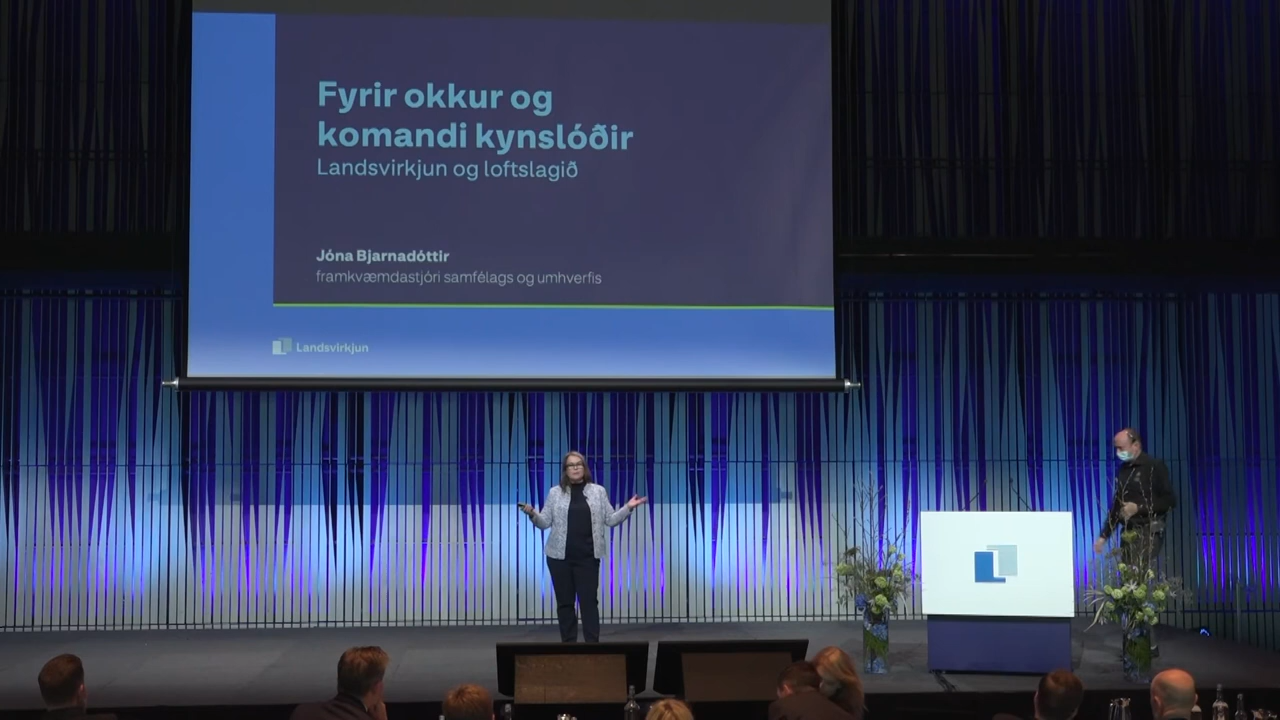 Fyrir okkur og
komandi kynslóðir
Landsvirkjun og loftslagið
Jóna Bjarnadóttir
framkvæmdastjóri samfélags og umhverfis
Landsvirkjun